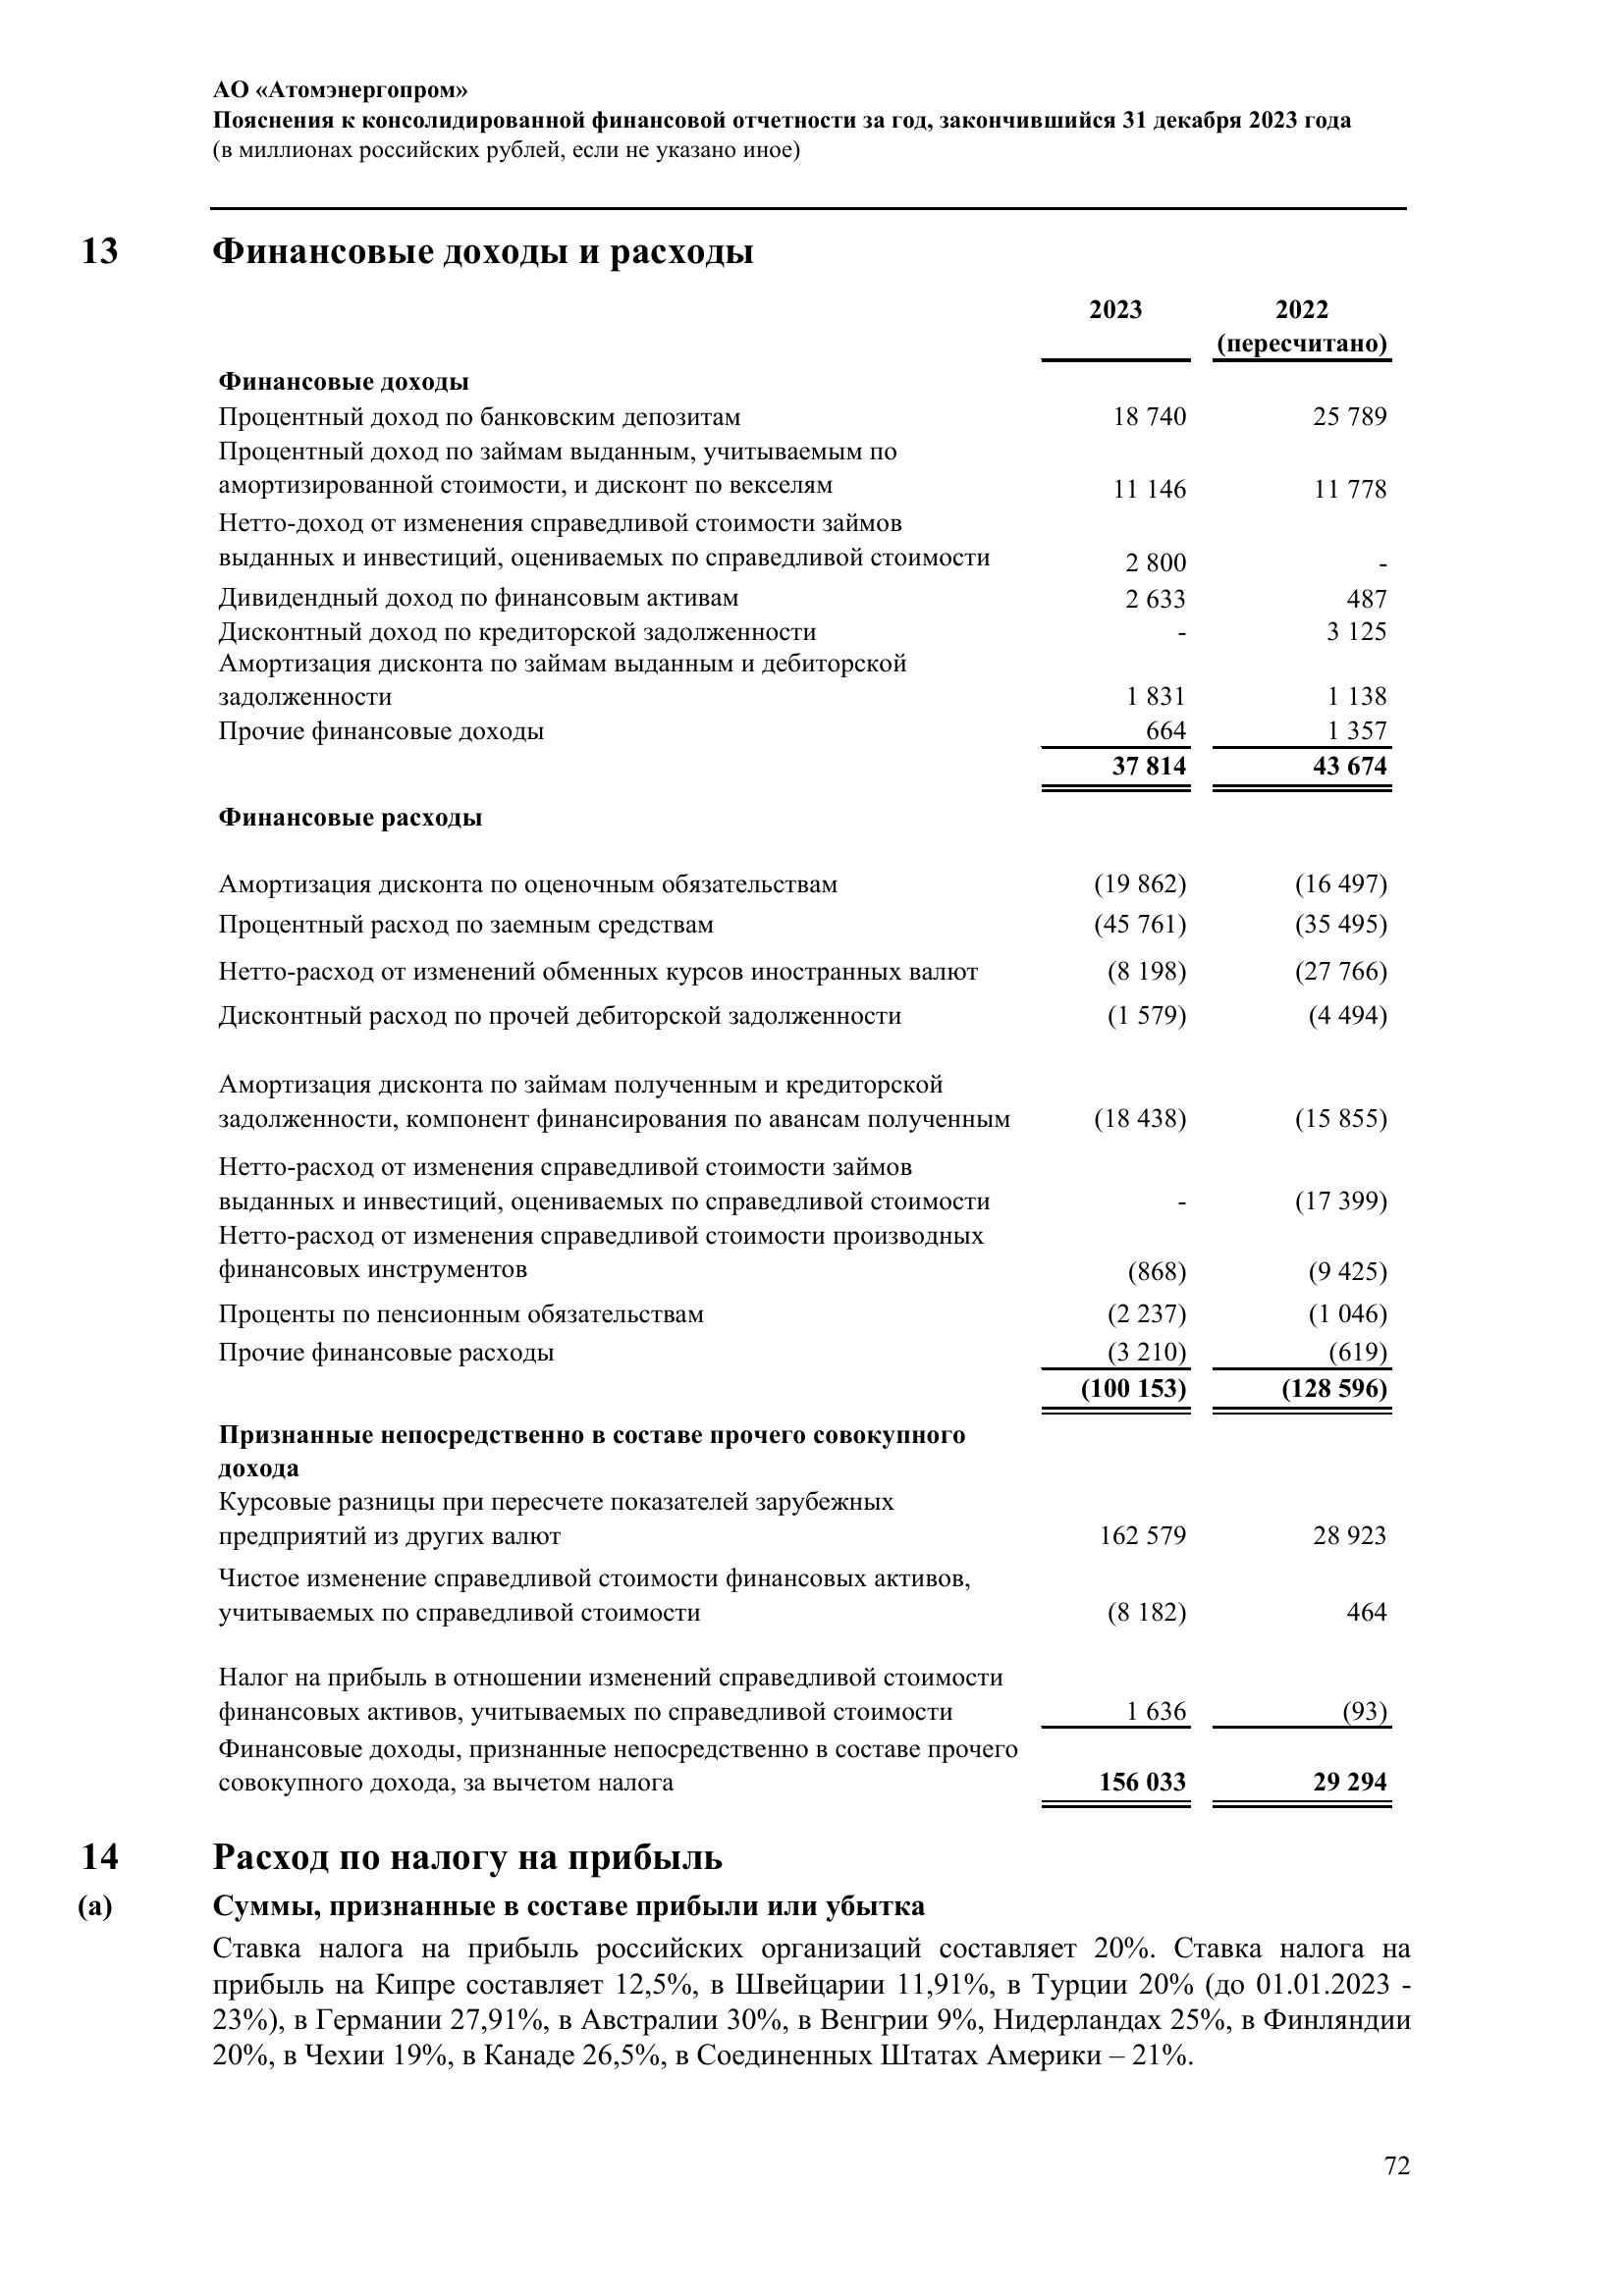 АО «Атомэнергопром»
Пояснения к консолидированной финансовой отчетности за год, закончившийся 31 декабря 2023 года
(в миллионах российских рублей, если не указано иное)
13 Финансовые доходы и расходы
2023 2022
(пересчитано)
Финансовые доходы
Процентный доход по банковским депозитам 18 740 25 789
Процентный доход по займам выданным, учитываемым по
амортизированной стоимости, и дисконт по векселям 11 146 11 778
Нетто-доход от изменения справедливой стоимости займов
выданных и инвестиций, оцениваемых по справедливой стоимости 2 800 -
Дивидендный доход по финансовым активам 2 633 487
Дисконтный доход по кредиторской задолженности - 3 125
Амортизация дисконта по займам выданным и дебиторской
задолженности 1 831 1 138
Прочие финансовые доходы 664 1 357
37 814 43 674
Финансовые расходы
Амортизация дисконта по оценочным обязательствам (19 862) (16 497)
Процентный расход по заемным средствам (45 761) (35 495)
Нетто-расход от изменений обменных курсов иностранных валют (8 198) (27 766)
Дисконтный расход по прочей дебиторской задолженности (1 579) (4 494)
Амортизация дисконта по займам полученным и кредиторской
задолженности, компонент финансирования по авансам полученным (18 438) (15 855)
Нетто-расход от изменения справедливой стоимости займов
выданных и инвестиций, оцениваемых по справедливой стоимости - (17 399)
Нетто-расход от изменения справедливой стоимости производных
финансовых инструментов (868) (9 425)
Проценты по пенсионным обязательствам (2 237) (1 046)
Прочие финансовые расходы (3 210) (619)
(100 153) (128 596)
Признанные непосредственно в составе прочего совокупного
дохода
Курсовые разницы при пересчете показателей зарубежных
предприятий из других валют 162 579 28 923
Чистое изменение справедливой стоимости финансовых активов,
учитываемых по справедливой стоимости (8 182) 464
Налог на прибыль в отношении изменений справедливой стоимости
финансовых активов, учитываемых по справедливой стоимости 1 636 (93)
Финансовые доходы, признанные непосредственно в составе прочего
совокупного дохода, за вычетом налога 156 033 29 294
14 Расход по налогу на прибыль
(а) Суммы, признанные в составе прибыли или убытка
Ставка налога на прибыль российских организаций составляет 20%. Ставка налога на
прибыль на Кипре составляет 12,5%, в Швейцарии 11,91%, в Турции 20% (до 01.01.2023 -
23%), в Германии 27,91%, в Австралии 30%, в Венгрии 9%, Нидерландах 25%, в Финляндии
20%, в Чехии 19%, в Канаде 26,5%, в Соединенных Штатах Америки – 21%.
72